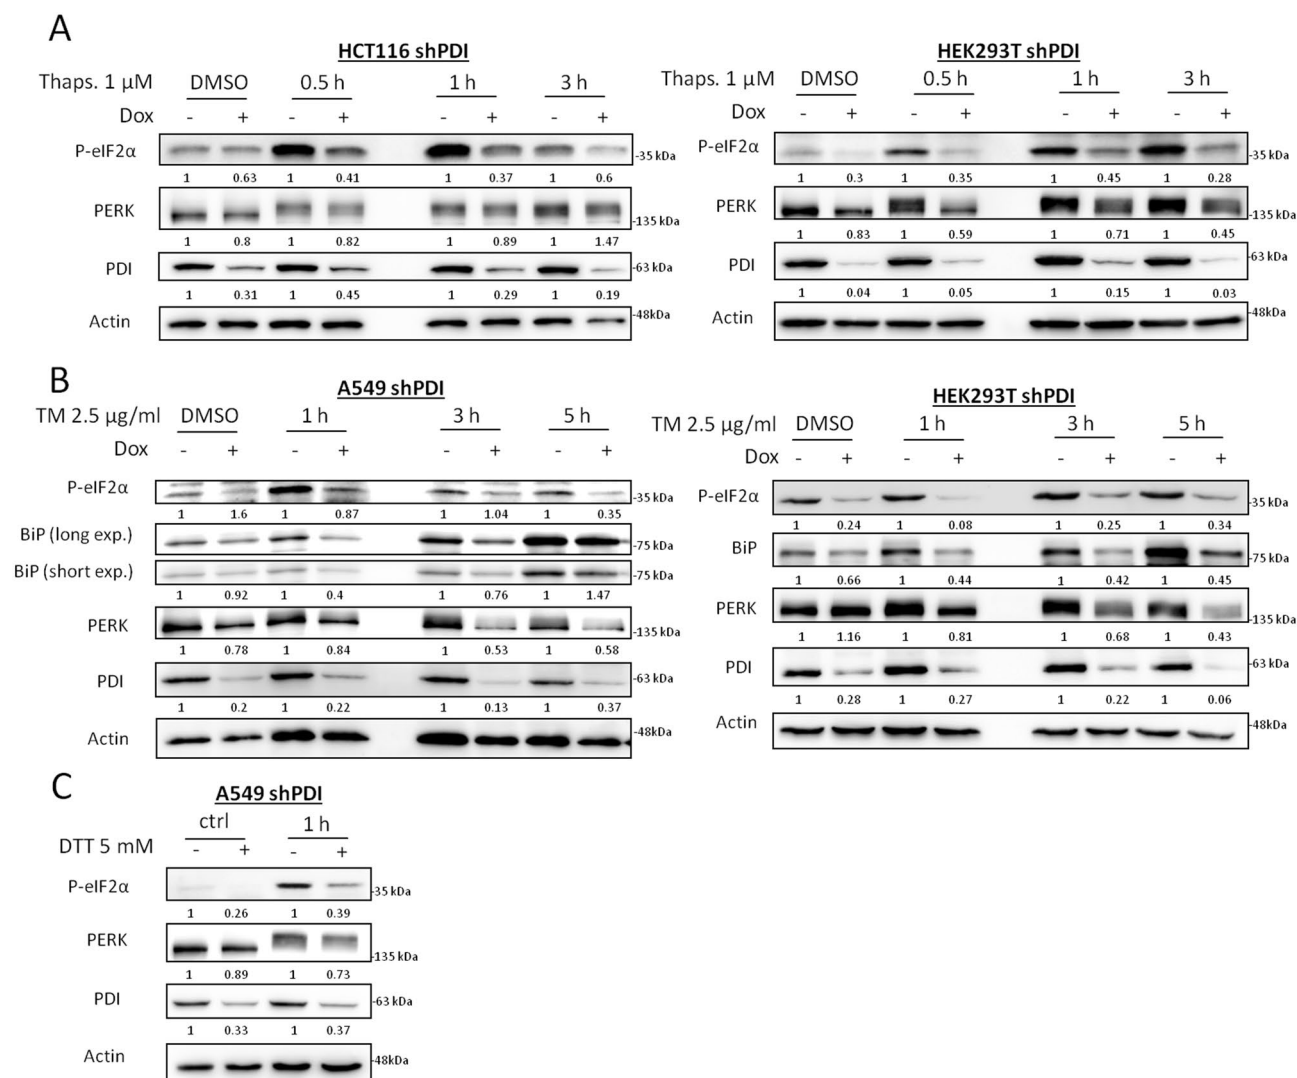 A
HCT116 shPDI
Thaps. 1 µM DMSO 0.5 h 1 h 3 h
Dox - + - + - + - +
P-eIF2α -35 kDa
1 0.63 1 0.41 1 0.37 1 0.6
PERK -135 kDa
1 0.8 1 0.82 1 0.89 1 1.47
PDI -63 kDa
1 0.31 1 0.45 1 0.29 1 0.19
Actin -48kDa
HEK293T shPDI
Thaps. 1 µM DMSO 0.5 h 1 h 3 h
Dox - + - + - + - +
P-eIF2α -35 kDa
1 0.3 1 0.35 1 0.45 1 0.28
PERK -135 kDa
1 0.83 1 0.59 1 0.71 1 0.45
PDI -63 kDa
1 0.04 1 0.05 1 0.15 1 0.03
Actin -48kDa
B
A549 shPDI
TM 2.5 µg/ml DMSO 1 h 3 h 5 h
Dox - + - + - + - +
P-eIF2α -35 kDa
1 1.6 1 0.87 1 1.04 1 0.35
BiP (long exp.) -75 kDa
BiP (short exp.) -75 kDa
1 0.92 1 0.4 1 0.76 1 1.47
PERK -135 kDa
1 0.78 1 0.84 1 0.53 1 0.58
PDI -63 kDa
1 0.2 1 0.22 1 0.13 1 0.37
Actin -48kDa
HEK293T shPDI
TM 2.5 µg/ml DMSO 1 h 3 h 5 h
Dox - + - + - + - +
P-eIF2α -35 kDa
1 0.24 1 0.08 1 0.25 1 0.34
BiP -75 kDa
1 0.66 1 0.44 1 0.42 1 0.45
PERK -135 kDa
1 1.16 1 0.81 1 0.68 1 0.43
PDI -63 kDa
1 0.28 1 0.27 1 0.22 1 0.06
Actin -48kDa
C
A549 shPDI
ctrl 1 h
DTT 5 mM - + - +
P-eIF2α -35 kDa
1 0.26 1 0.39
PERK -135 kDa
1 0.89 1 0.73
PDI -63 kDa
1 0.33 1 0.37
Actin -48kDa